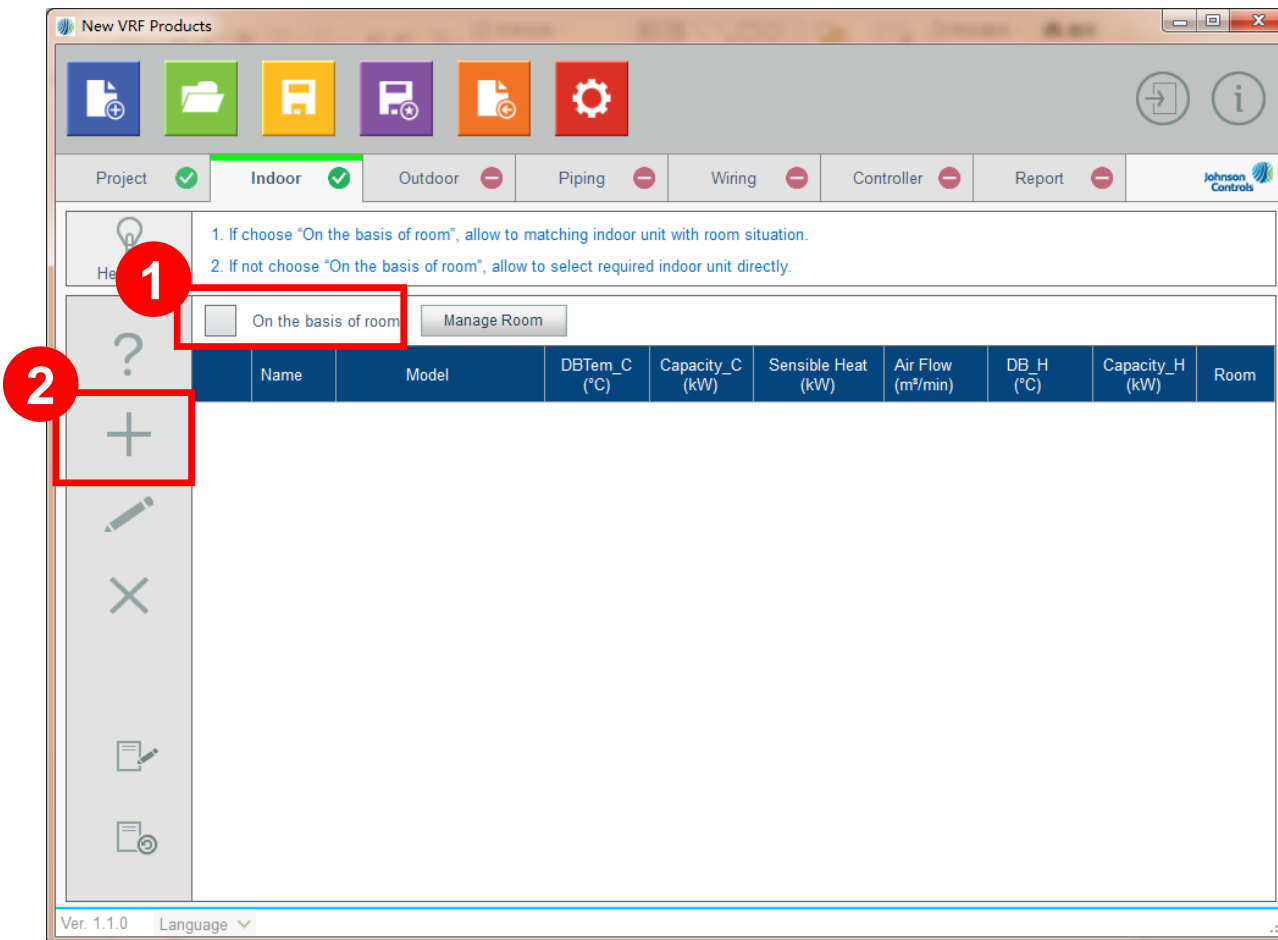 New VRF Products
Project
Indoor
Outdoor
Piping
Wiring
Controller
Report
Johnson
Controls
1. If choose “On the basis of room”, allow to matching indoor unit with room situation.
2. If not choose “On the basis of room”, allow to select required indoor unit directly.
He
1
On the basis of room
Manage Room
2
Name
Model
DBTem_C
(°C)
Capacity_C
(kW)
Sensible Heat
(kW)
Air Flow
(m³/min)
DB_H
(°C)
Capacity_H
(kW)
Room
Ver. 1.1.0
Language